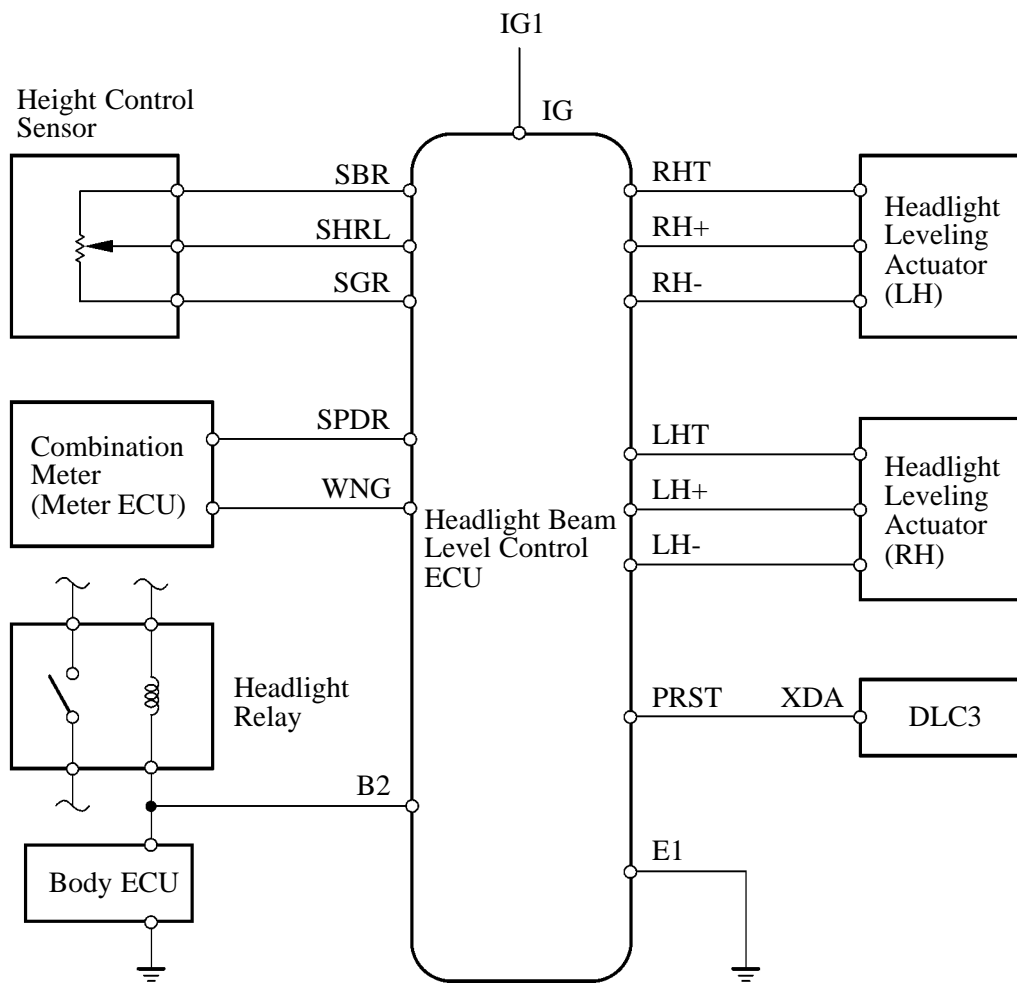 IG1
IG
Height Control
Sensor
SBR
SHRL
SGR
RHT
RH+
RH-
Headlight
Leveling
Actuator
(LH)
Combination
Meter
(Meter ECU)
SPDR
WNG
Headlight Beam
Level Control
ECU
LHT
LH+
LH-
Headlight
Leveling
Actuator
(RH)
Headlight
Relay
B2
Body ECU
PRST
XDA
DLC3
E1